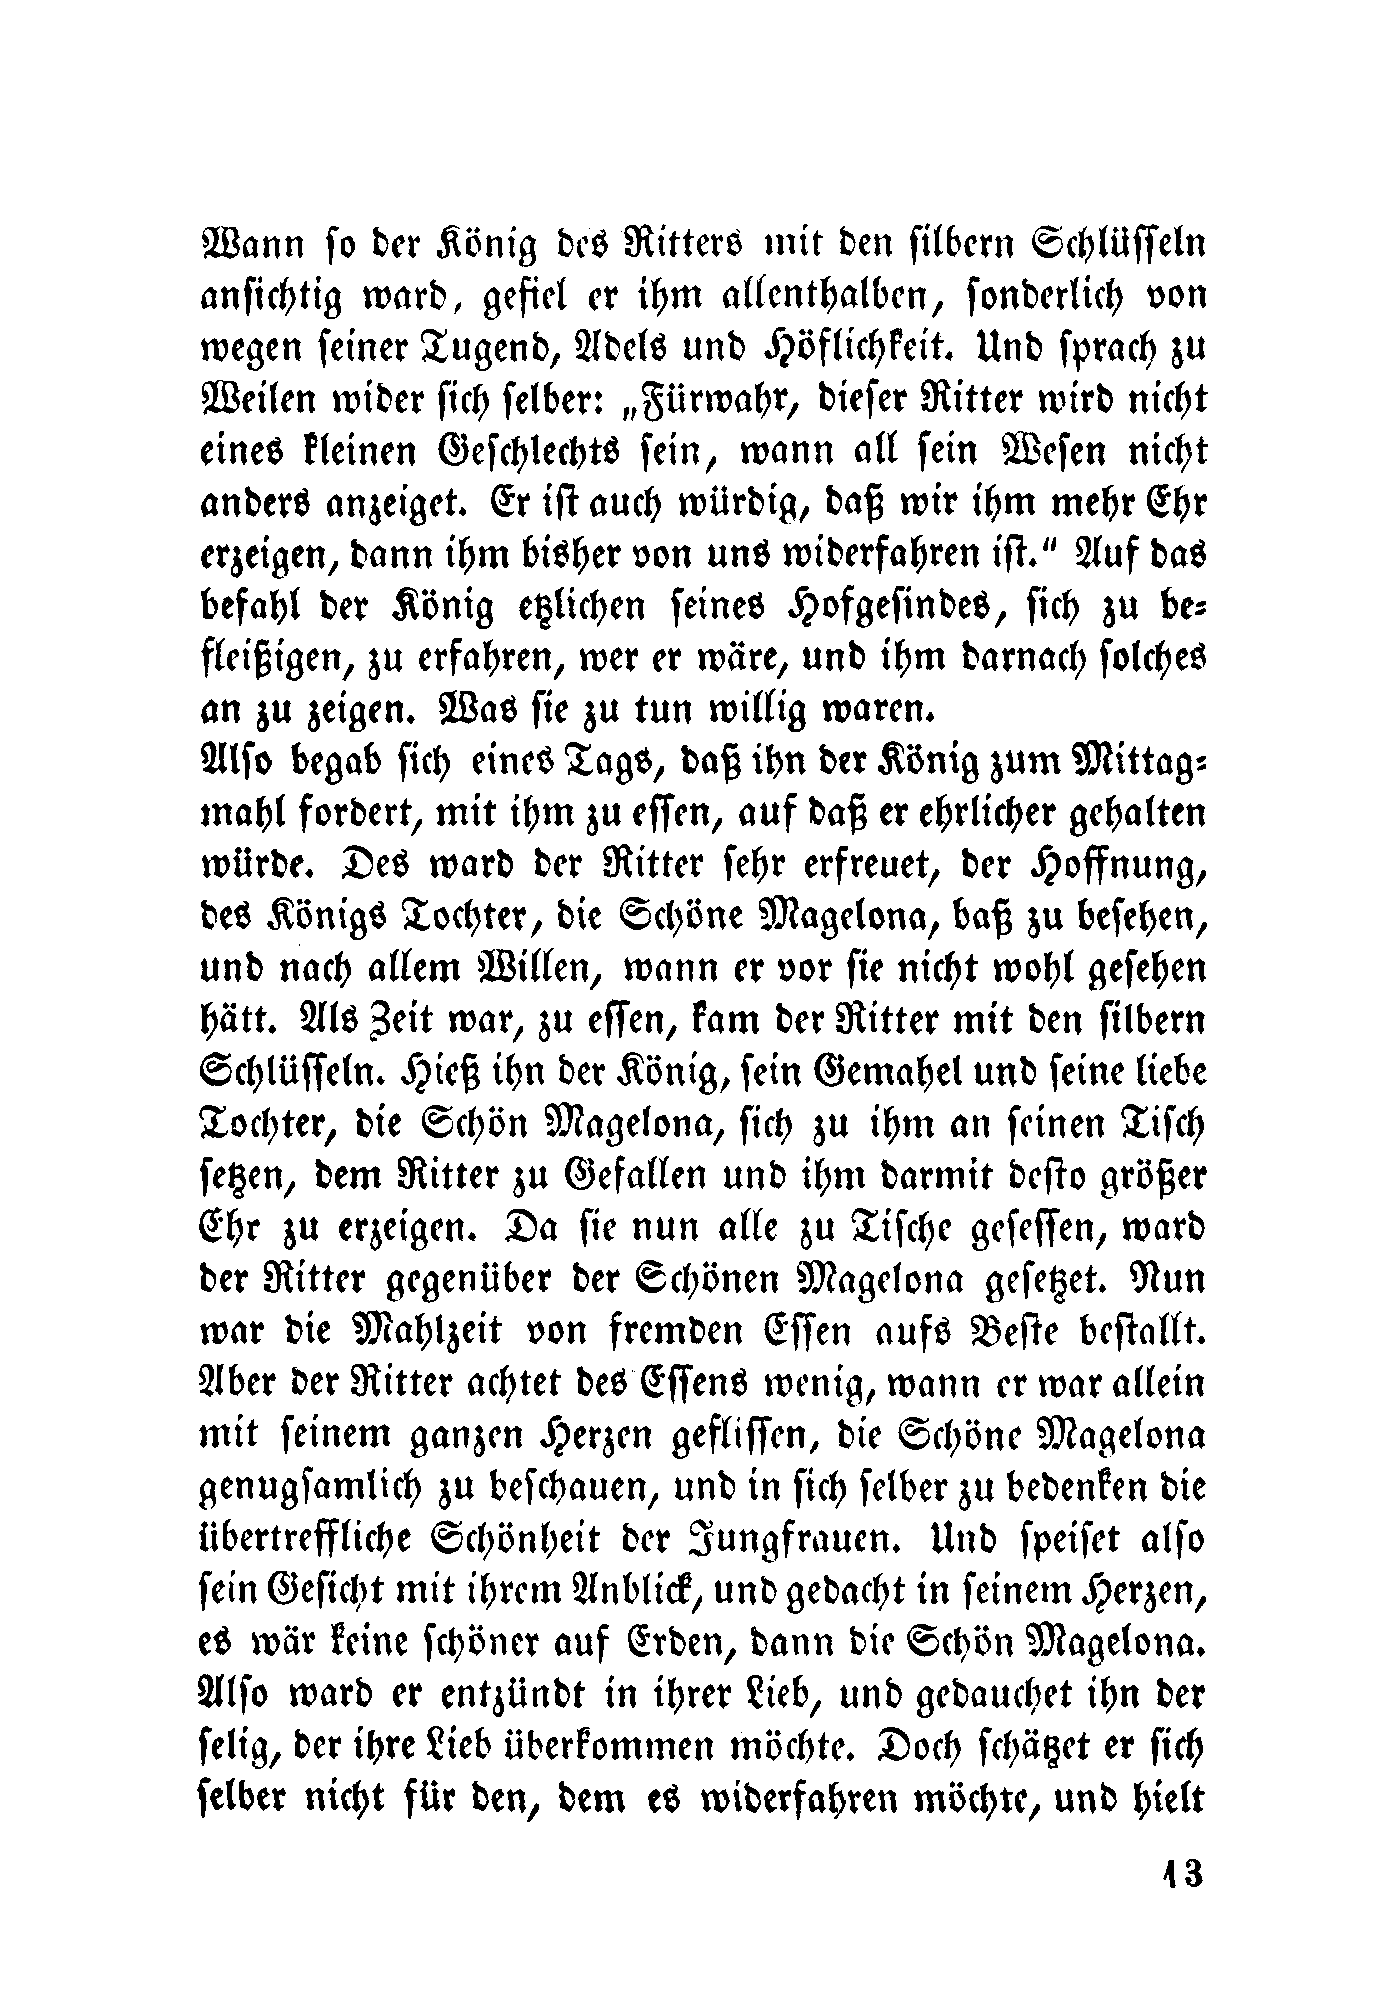 Wann so der König des Ritters mit den silbern Schlüsseln
ansichtig ward, gefiel er ihm allenthalben, sonderlich von
wegen seiner Tugend, Adels und Höflichkeit. Und sprach zu
Weilen wider sich selber: „Fürwahr, dieser Ritter wird nicht
eines kleinen Geschlechts sein, wann all sein Wesen nicht
anders anzeiget. Er ist auch würdig, daß wir ihm mehr Ehr
erzeigen, dann ihm bisher von uns widerfahren ist.“ Auf das
befahl der König etzlichen seines Hofgesindes, sich zu be-
fleißigen, zu erfahren, wer er wäre, und ihm darnach solches
an zu zeigen. Was sie zu tun willig waren.
Also begab sich eines Tags, daß ihn der König zum Mittag-
mahl fordert, mit ihm zu essen, auf daß er ehrlicher gehalten
würde. Des ward der Ritter sehr erfreuet, der Hoffnung,
des Königs Tochter, die Schöne Magelona, baß zu besehen,
und nach allem Willen, wann er vor sie nicht wohl gesehen
hätt. Als Zeit war, zu essen, kam der Ritter mit den silbern
Schlüsseln. Hieß ihn der König, sein Gemahel und seine liebe
Tochter, die Schön Magelona, sich zu ihm an seinen Tisch
setzen, dem Ritter zu Gefallen und ihm darmit desto größer
Ehr zu erzeigen. Da sie nun alle zu Tische gesessen, ward
der Ritter gegenüber der Schönen Magelona gesetzet. Nun
war die Mahlzeit von fremden Essen aufs Beste bestallt.
Aber der Ritter achtet des Essens wenig, wann er war allein
mit seinem ganzen Herzen geflissen, die Schöne Magelona
genugsamlich zu beschauen, und in sich selber zu bedenken die
übertreffliche Schönheit der Jungfrauen. Und speiset also
sein Gesicht mit ihrem Anblick, und gedacht in seinem Herzen,
es wär keine schöner auf Erden, dann die Schön Magelona.
Also ward er entzündt in ihrer Lieb, und gedauchet ihn der
selig, der ihre Lieb überkommen möchte. Doch schätzet er sich
selber nicht für den, dem es widerfahren möchte, und hielt
13